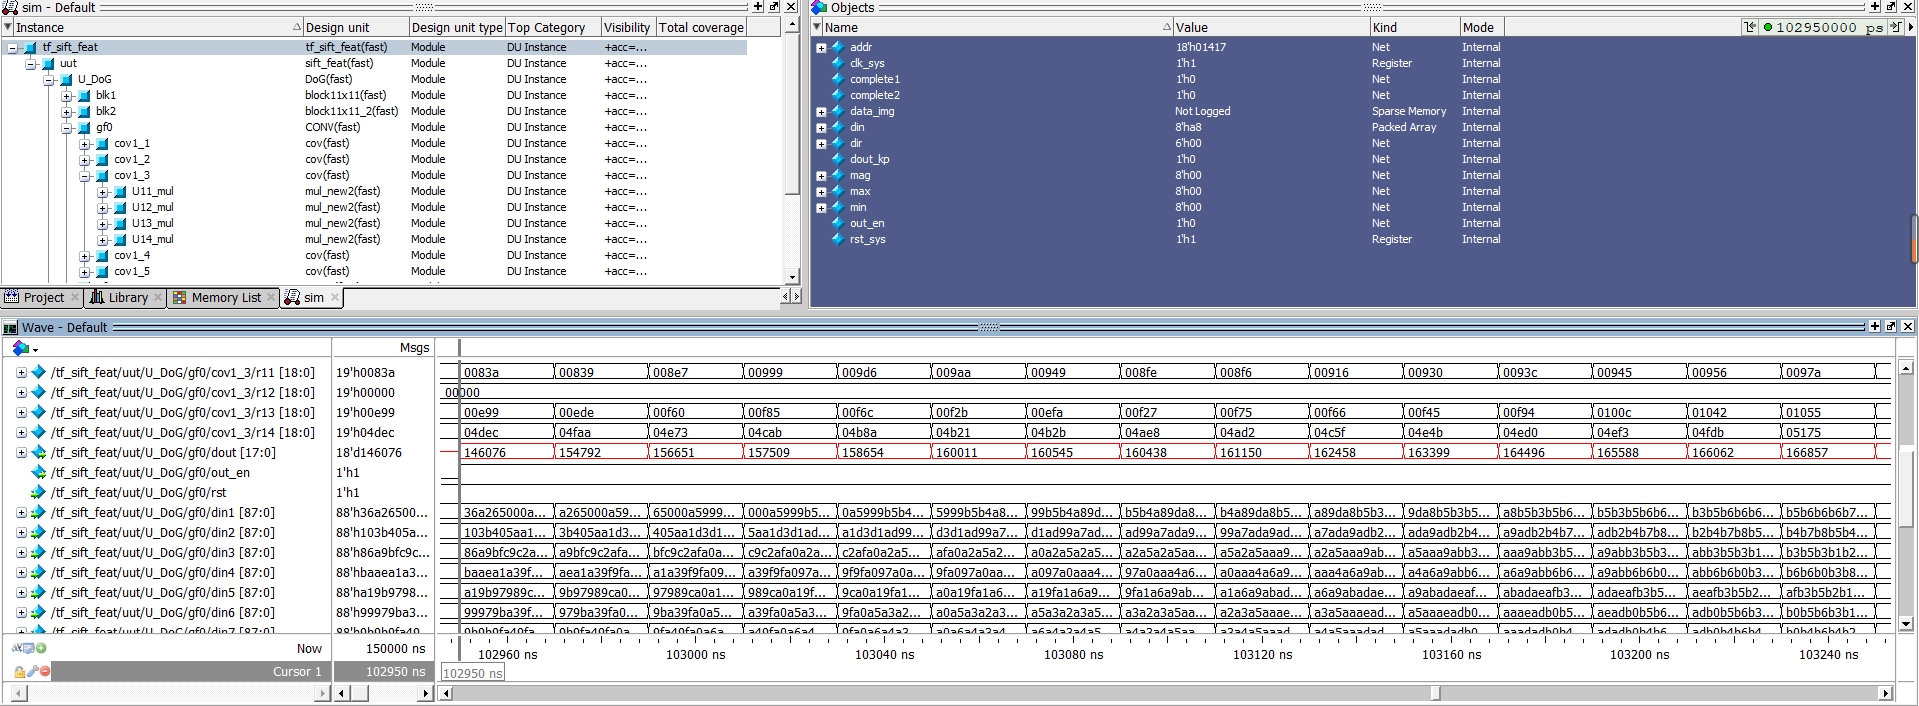 sim - Default
Instance Design unit Design unit type Top Category Visibility Total coverage
tf_sift_feat tf_sift_feat(fast) Module DU Instance +acc=...
uut sift_feat(fast) Module DU Instance +acc=...
U_DoG DoG(fast) Module DU Instance +acc=...
blk1 block11x11(fast) Module DU Instance +acc=...
blk2 block11x11_2(fast) Module DU Instance +acc=...
gf0 CONV(fast) Module DU Instance +acc=...
cov1_1 cov(fast) Module DU Instance +acc=...
cov1_2 cov(fast) Module DU Instance +acc=...
cov1_3 cov(fast) Module DU Instance +acc=...
U11_mul mul_new2(fast) Module DU Instance +acc=...
U12_mul mul_new2(fast) Module DU Instance +acc=...
U13_mul mul_new2(fast) Module DU Instance +acc=...
U14_mul mul_new2(fast) Module DU Instance +acc=...
cov1_4 cov(fast) Module DU Instance +acc=...
cov1_5 cov(fast) Module DU Instance +acc=...
Project Library Memory List sim
Objects
Name Value Kind Mode 102950000 ps
addr 18'h01417 Net Internal
clk_sys 1'h1 Register Internal
complete1 1'h0 Net Internal
complete2 1'h0 Net Internal
data_img Not Logged Sparse Memory Internal
din 8'ha8 Packed Array Internal
dir 6'h00 Net Internal
dout_kp 1'h0 Net Internal
mag 8'h00 Net Internal
max 8'h00 Net Internal
min 8'h00 Net Internal
out_en 1'h0 Net Internal
rst_sys 1'h1 Register Internal
Wave - Default
Msgs
/tf_sift_feat/uut/U_DoG/gf0/cov1_3/r11 [18:0] 19'h0083a 0083a 00839 008e7 00999 009d6 009aa 00949 008fe 008f6 00916 00930 0093c 00945 00956 0097a
/tf_sift_feat/uut/U_DoG/gf0/cov1_3/r12 [18:0] 19'h00000 00000
/tf_sift_feat/uut/U_DoG/gf0/cov1_3/r13 [18:0] 19'h00e99 00e99 00ede 00f60 00f85 00f6c 00f2b 00efa 00f27 00f75 00f66 00f45 00f94 0100c 01042 01055
/tf_sift_feat/uut/U_DoG/gf0/cov1_3/r14 [18:0] 19'h04dec 04dec 04faa 04e73 04cab 04b8a 04b21 04b2b 04ae8 04ad2 04c5f 04e4b 04ed0 04ef3 04fdb 05175
/tf_sift_feat/uut/U_DoG/gf0/dout [17:0] 18'd146076 146076 154792 156651 157509 158654 160011 160545 160438 161150 162458 163399 164496 165588 166062 166857
/tf_sift_feat/uut/U_DoG/gf0/out_en 1'h1
/tf_sift_feat/uut/U_DoG/gf0/rst 1'h1
/tf_sift_feat/uut/U_DoG/gf0/din1 [87:0] 88'h36a26500... 36a265000a... a265000a59... 65000a5999... 000a5999b5... 0a5999b5b4... 5999b5b4a8... 99b5b4a89d... b5b4a89da8... b4a89da8b5... a89da8b5b3... 9da8b5b3b5... a8b5b3b5b6... b5b3b5b6b6... b3b5b6b6b6... b5b6b6b6b7...
/tf_sift_feat/uut/U_DoG/gf0/din2 [87:0] 88'h103b405a... 103b405aa1... 3b405aa1d3... 405aa1d3d1... 5aa1d3d1ad... a1d3d1ad99... d3d1ad99a7... d1ad99a7ad... ad99a7ada9... 99a7ada9ad... a7ada9adb2... ada9adb2b4... a9adb2b4b7... adb2b4b7b8... b2b4b7b8b5... b4b7b8b5b4...
/tf_sift_feat/uut/U_DoG/gf0/din3 [87:0] 88'h86a9bfc9... 86a9bfc9c2... a9bfc9c2afa... bfc9c2afa0a... c9c2afa0a2a... c2afa0a2a5... afa0a2a5a2... a0a2a5a2a5... a2a5a2a5aa... a5a2a5aaa9... a2a5aaa9ab... a5aaa9abb3... aaa9abb3b5... a9abb3b5b3... abb3b5b3b1... b3b5b3b1b2...
/tf_sift_feat/uut/U_DoG/gf0/din4 [87:0] 88'hbaaea1a3... baaea1a39f... aea1a39f9fa... a1a39f9fa09... a39f9fa097a... 9f9fa097a0a... 9fa097a0aa... a097a0aaa4... 97a0aaa4a6... a0aaa4a6a9... aaa4a6a9ab... a4a6a9abb6... a6a9abb6b6... a9abb6b6b0... abb6b6b0b3... b6b6b0b3b8...
/tf_sift_feat/uut/U_DoG/gf0/din5 [87:0] 88'ha19b9798... a19b97989c... 9b97989ca0... 97989ca0a1... 989ca0a19f... 9ca0a19fa1... a0a19fa1a6... a19fa1a6a9... 9fa1a6a9ab... a1a6a9abad... a6a9abadae... a9abadaeaf... abadaeafb3... adaeafb3b5... aeafb3b5b2... afb3b5b2b1...
/tf_sift_feat/uut/U_DoG/gf0/din6 [87:0] 88'h99979ba3... 99979ba39f... 979ba39fa0... 9ba39fa0a5... a39fa0a5a3... 9fa0a5a3a2... a0a5a3a2a3... a5a3a2a3a5... a3a2a3a5aa... a2a3a5aaae... a3a5aaaead... a5aaaeadb0... aaaeadb0b5... aeadb0b5b6... adb0b5b6b3... b0b5b6b3b1...
Now 150000 ns 102960 ns 103000 ns 103040 ns 103080 ns 103120 ns 103160 ns 103200 ns 103240 ns
Cursor 1 102950 ns 102950 ns